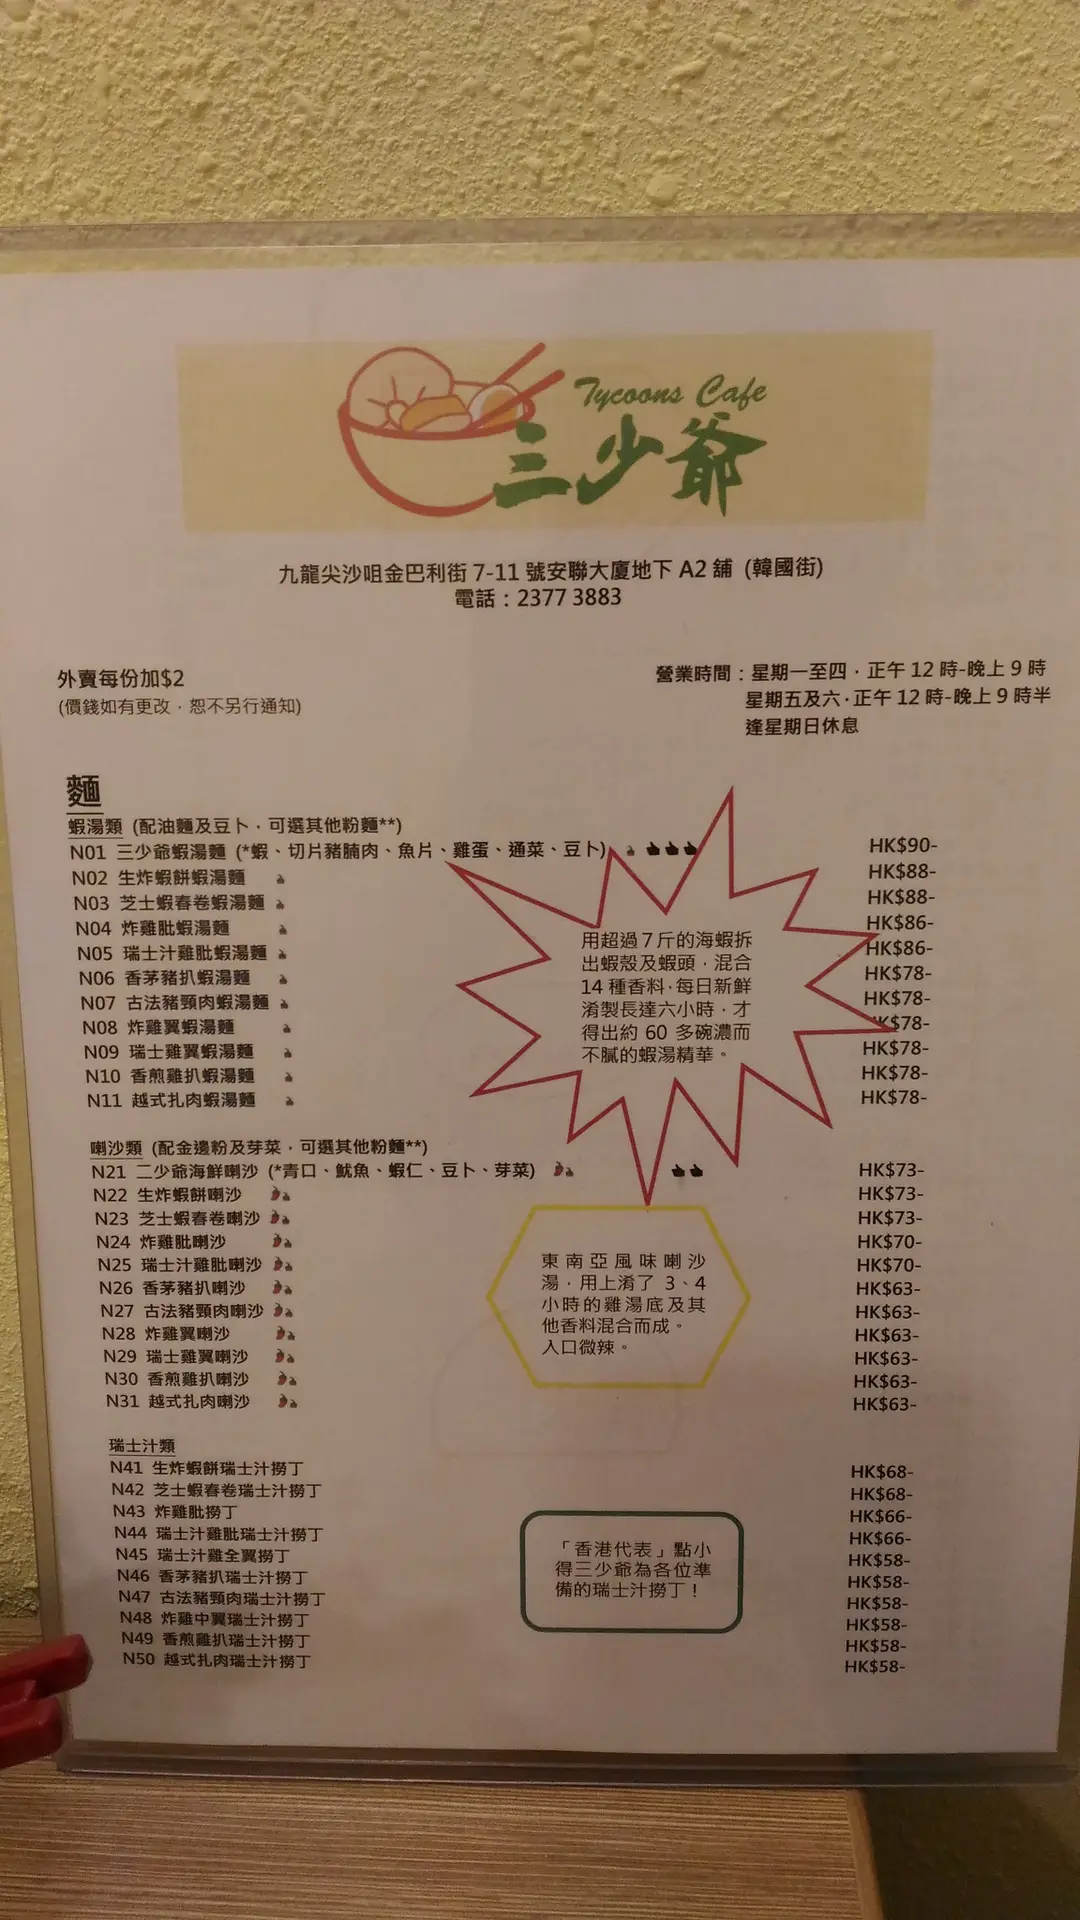 Tycoons Cafe
三少爺
九龍尖沙咀金巴利街 7-11 號安聯大廈地下 A2 舖 (韓國街)
電話：2377 3883
外賣每份加$2
(價錢如有更改，恕不另行通知)
營業時間：星期一至四，正午 12 時-晚上 9 時
星期五及六，正午 12 時-晚上 9 時半
逢星期日休息
麵
蝦湯類 (配油麵及豆卜，可選其他粉麵**)
N01 三少爺蝦湯麵 (*蝦、切片豬腩肉、魚片、雞蛋、通菜、豆卜) HK$90-
N02 生炸蝦餅蝦湯麵 HK$88-
N03 芝士蝦春卷蝦湯麵 HK$88-
N04 炸雞肶蝦湯麵 HK$86-
N05 瑞士汁雞肶蝦湯麵 HK$86-
N06 香茅豬扒蝦湯麵 HK$78-
N07 古法豬頸肉蝦湯麵 HK$78-
N08 炸雞翼蝦湯麵 HK$78-
N09 瑞士雞翼蝦湯麵 HK$78-
N10 香煎雞扒蝦湯麵 HK$78-
N11 越式扎肉蝦湯麵 HK$78-
用超過 7 斤的海蝦拆
出蝦殼及蝦頭，混合
14 種香料，每日新鮮
淆製長達六小時，才
得出約 60 多碗濃而
不膩的蝦湯精華。
喇沙類 (配金邊粉及芽菜，可選其他粉麵**)
N21 二少爺海鮮喇沙 (*青口、魷魚、蝦仁、豆卜、芽菜) HK$73-
N22 生炸蝦餅喇沙 HK$73-
N23 芝士蝦春卷喇沙 HK$73-
N24 炸雞肶喇沙 HK$70-
N25 瑞士汁雞肶喇沙 HK$70-
N26 香茅豬扒喇沙 HK$63-
N27 古法豬頸肉喇沙 HK$63-
N28 炸雞翼喇沙 HK$63-
N29 瑞士雞翼喇沙 HK$63-
N30 香煎雞扒喇沙 HK$63-
N31 越式扎肉喇沙 HK$63-
東南亞風味喇沙
湯，用上淆了 3、4
小時的雞湯底及其
他香料混合而成。
入口微辣。
瑞士汁類
N41 生炸蝦餅瑞士汁撈丁 HK$68-
N42 芝士蝦春卷瑞士汁撈丁 HK$68-
N43 炸雞肶撈丁 HK$66-
N44 瑞士汁雞肶瑞士汁撈丁 HK$66-
N45 瑞士汁雞全翼撈丁 HK$58-
N46 香茅豬扒瑞士汁撈丁 HK$58-
N47 古法豬頸肉瑞士汁撈丁 HK$58-
N48 炸雞中翼瑞士汁撈丁 HK$58-
N49 香煎雞扒瑞士汁撈丁 HK$58-
N50 越式扎肉瑞士汁撈丁 HK$58-
「香港代表」點小
得三少爺為各位準
備的瑞士汁撈丁！